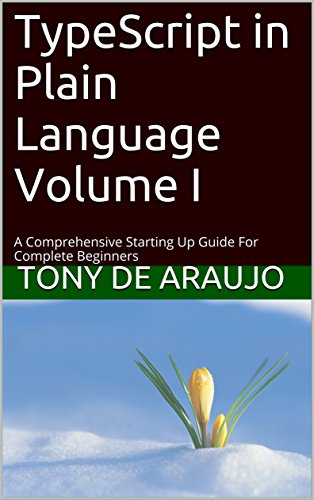 TypeScript in
Plain
Language
Volume I
A Comprehensive Starting Up Guide For
Complete Beginners
TONY DE ARAUJO